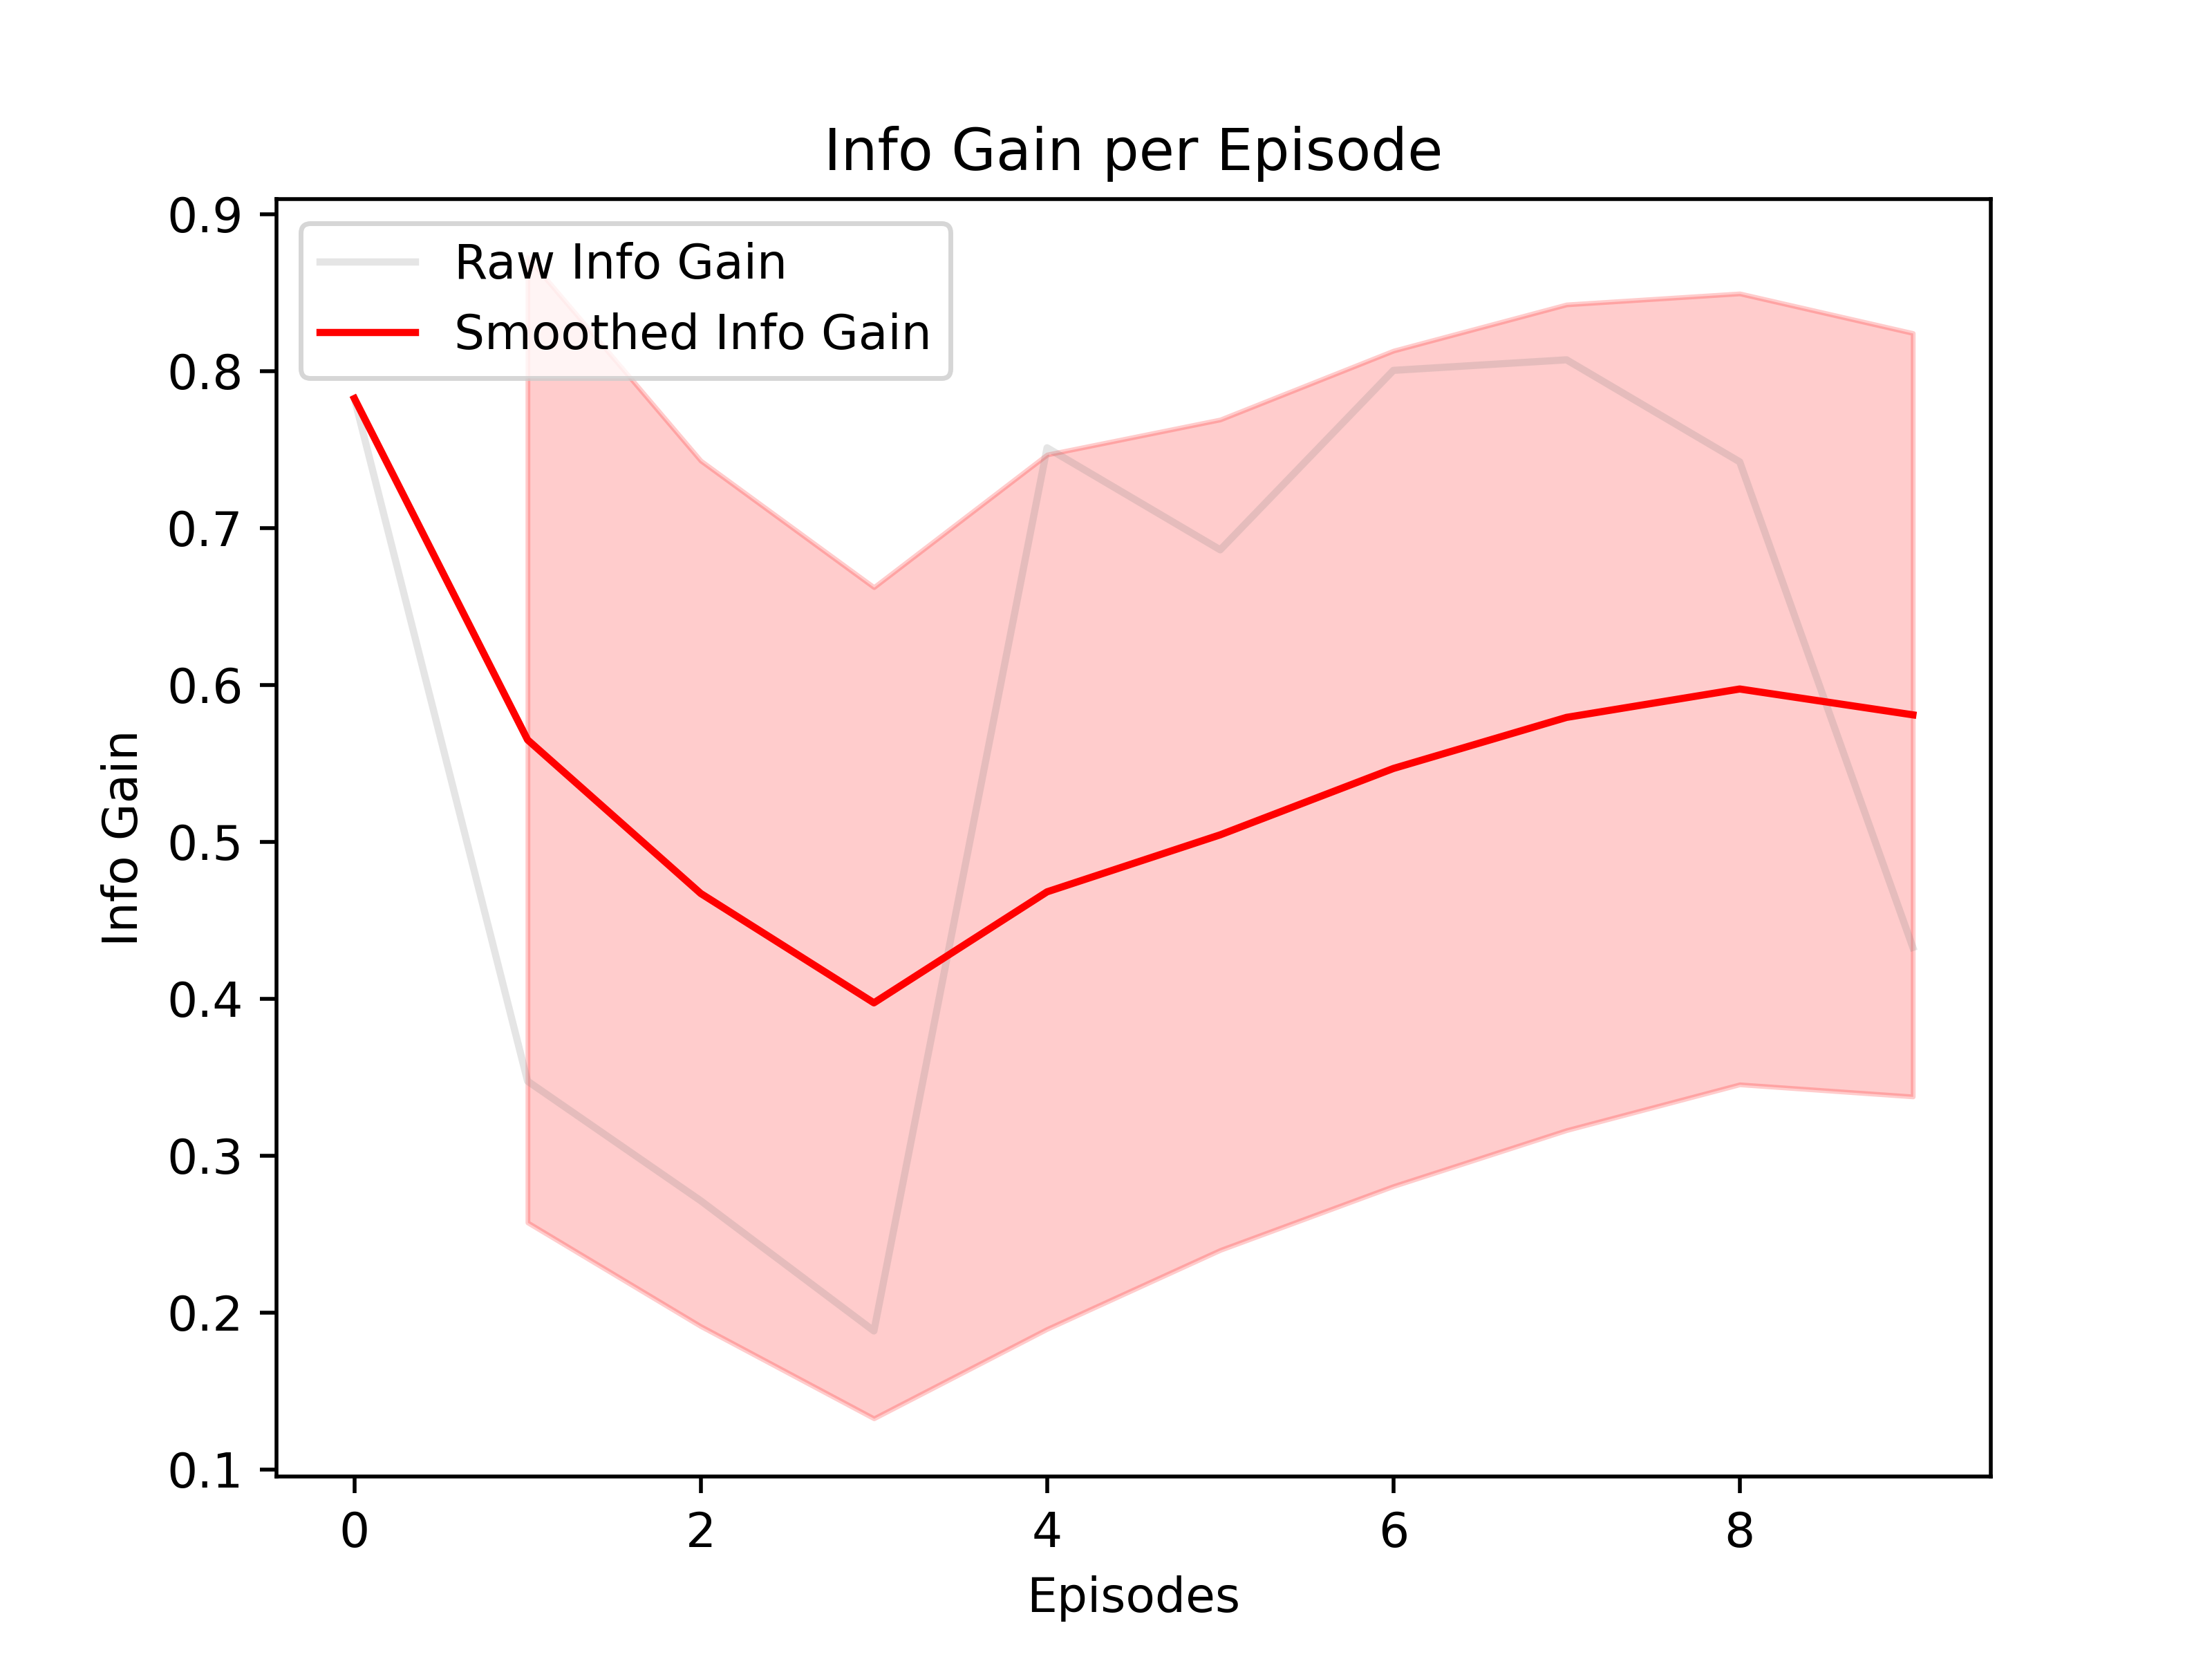 Info Gain per Episode
Raw Info Gain
Smoothed Info Gain
0.9
0.8
0.7
0.6
0.5
0.4
0.3
0.2
0.1
Info Gain
0 2 4 6 8
Episodes